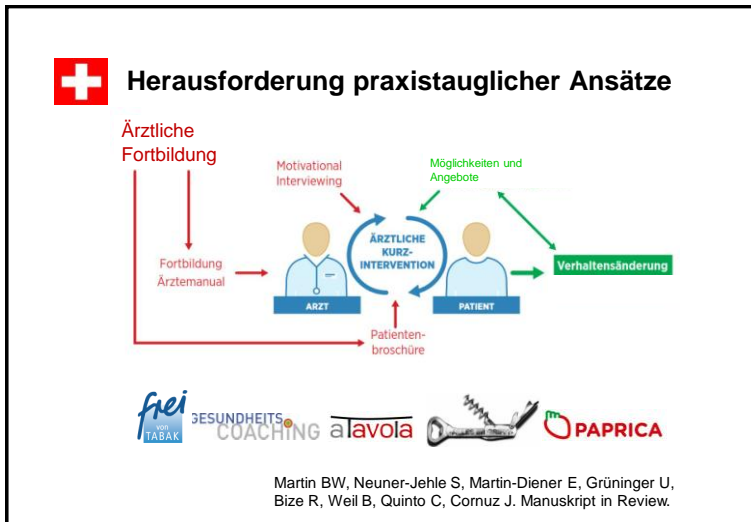 Herausforderung praxistauglicher Ansätze
Ärztliche
Fortbildung
Motivational
Interviewing
Möglichkeiten und
Angebote
ÄRZTLICHE
KURZ-
INTERVENTION
Fortbildung
Ärztemanual
Verhaltensänderung
ARZT
PATIENT
Patienten-
broschüre
frei
von
TABAK
GESUNDHEITS
COACHING
aTavola
PAPRICA
Martin BW, Neuner-Jehle S, Martin-Diener E, Grüninger U,
Bize R, Weil B, Quinto C, Cornuz J. Manuskript in Review.